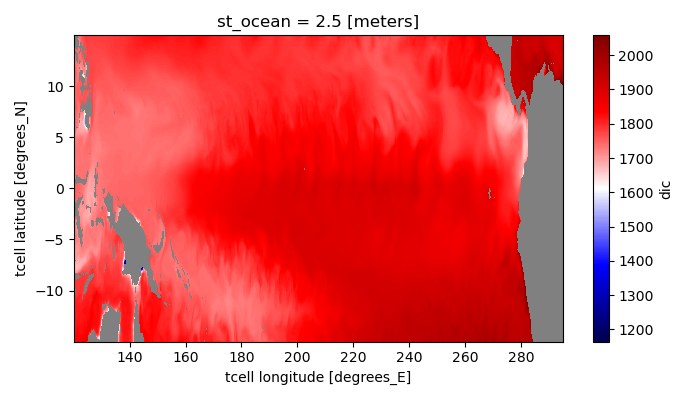 st_ocean = 2.5 [meters]
10
5
0
−5
−10
tcell latitude [degrees_N]
140 160 180 200 220 240 260 280
tcell longitude [degrees_E]
2000
1900
1800
1700
1600
1500
1400
1300
1200
dic